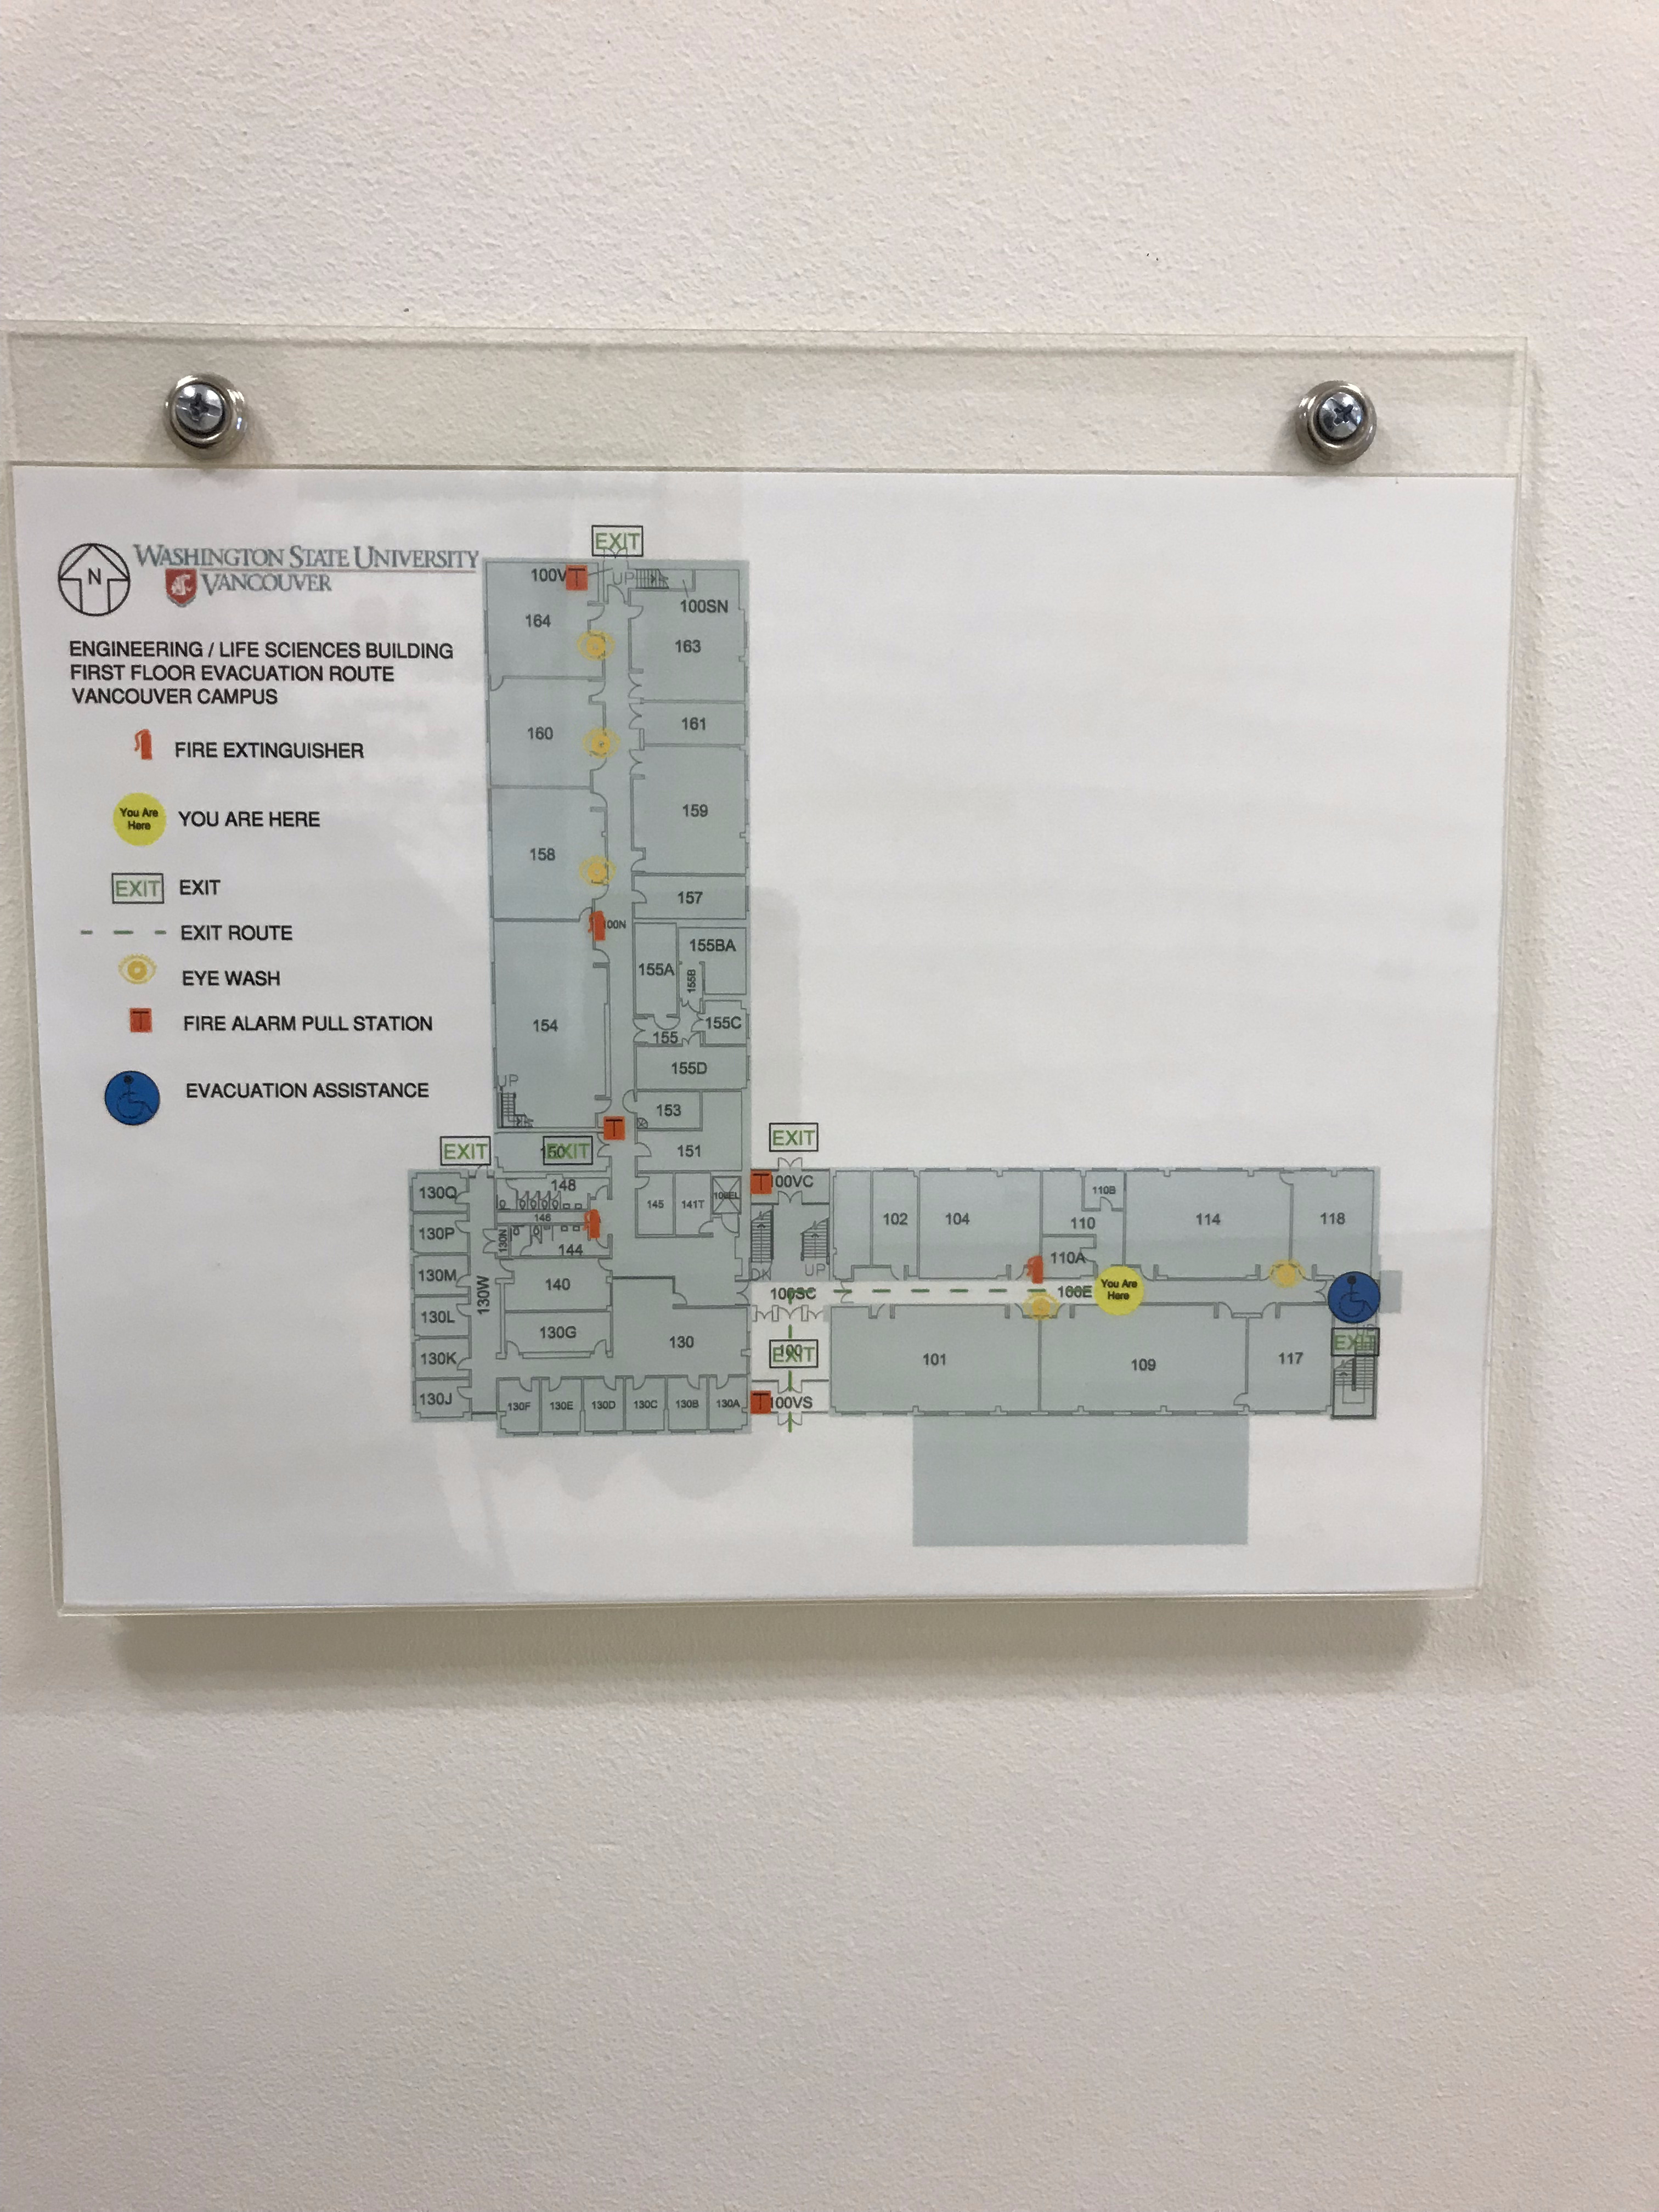 N
WASHINGTON STATE UNIVERSITY
VANCOUVER
ENGINEERING / LIFE SCIENCES BUILDING
FIRST FLOOR EVACUATION ROUTE
VANCOUVER CAMPUS
FIRE EXTINGUISHER
You Are
Here
YOU ARE HERE
EXIT
EXIT
EXIT ROUTE
EYE WASH
T
FIRE ALARM PULL STATION
EVACUATION ASSISTANCE
EXIT
100V
T
UP
100SN
164
163
161
160
159
158
157
100N
155BA
155A
155B
155C
154
155
155D
UP
153
T
EXIT
EXIT
151
EXIT
148
130Q
145
141T
T
100VC
102
104
110B
110
114
118
146
130P
130N
144
110A
130M
140
UP
130W
100SC
100E
You Are
Here
130L
130G
130
EXIT
EXIT
130K
101
109
117
130J
130F
130E
130D
130C
130B
130A
T
100VS